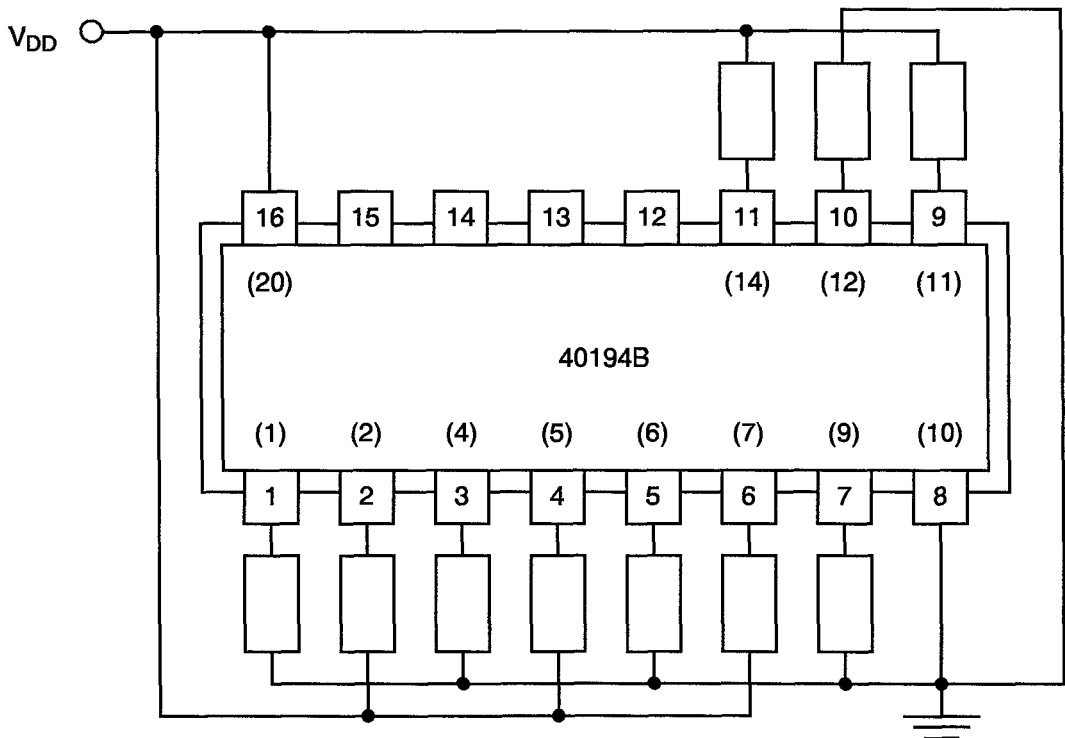 V_DD
16 15 14 13 12 11 10 9
(20) (14) (12) (11)
40194B
(1) (2) (4) (5) (6) (7) (9) (10)
1 2 3 4 5 6 7 8